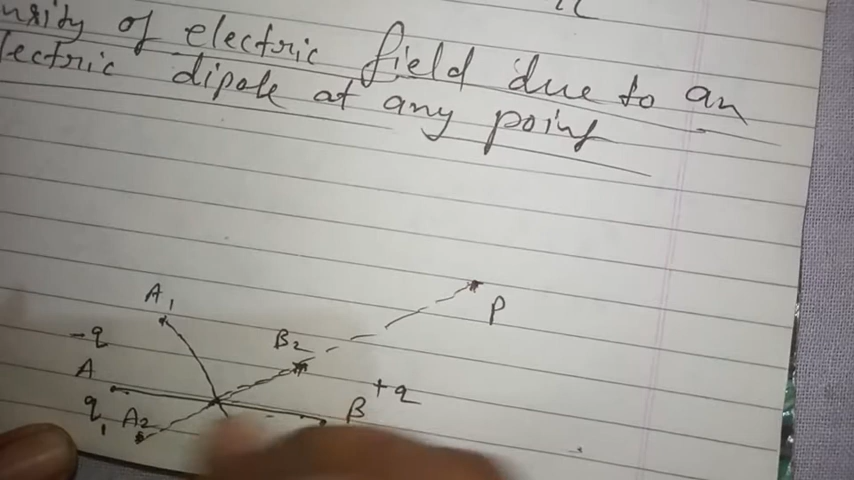 of electric field due to an
dipole at any point
A1
P
-q
B2
A
+q
B
q,
A2